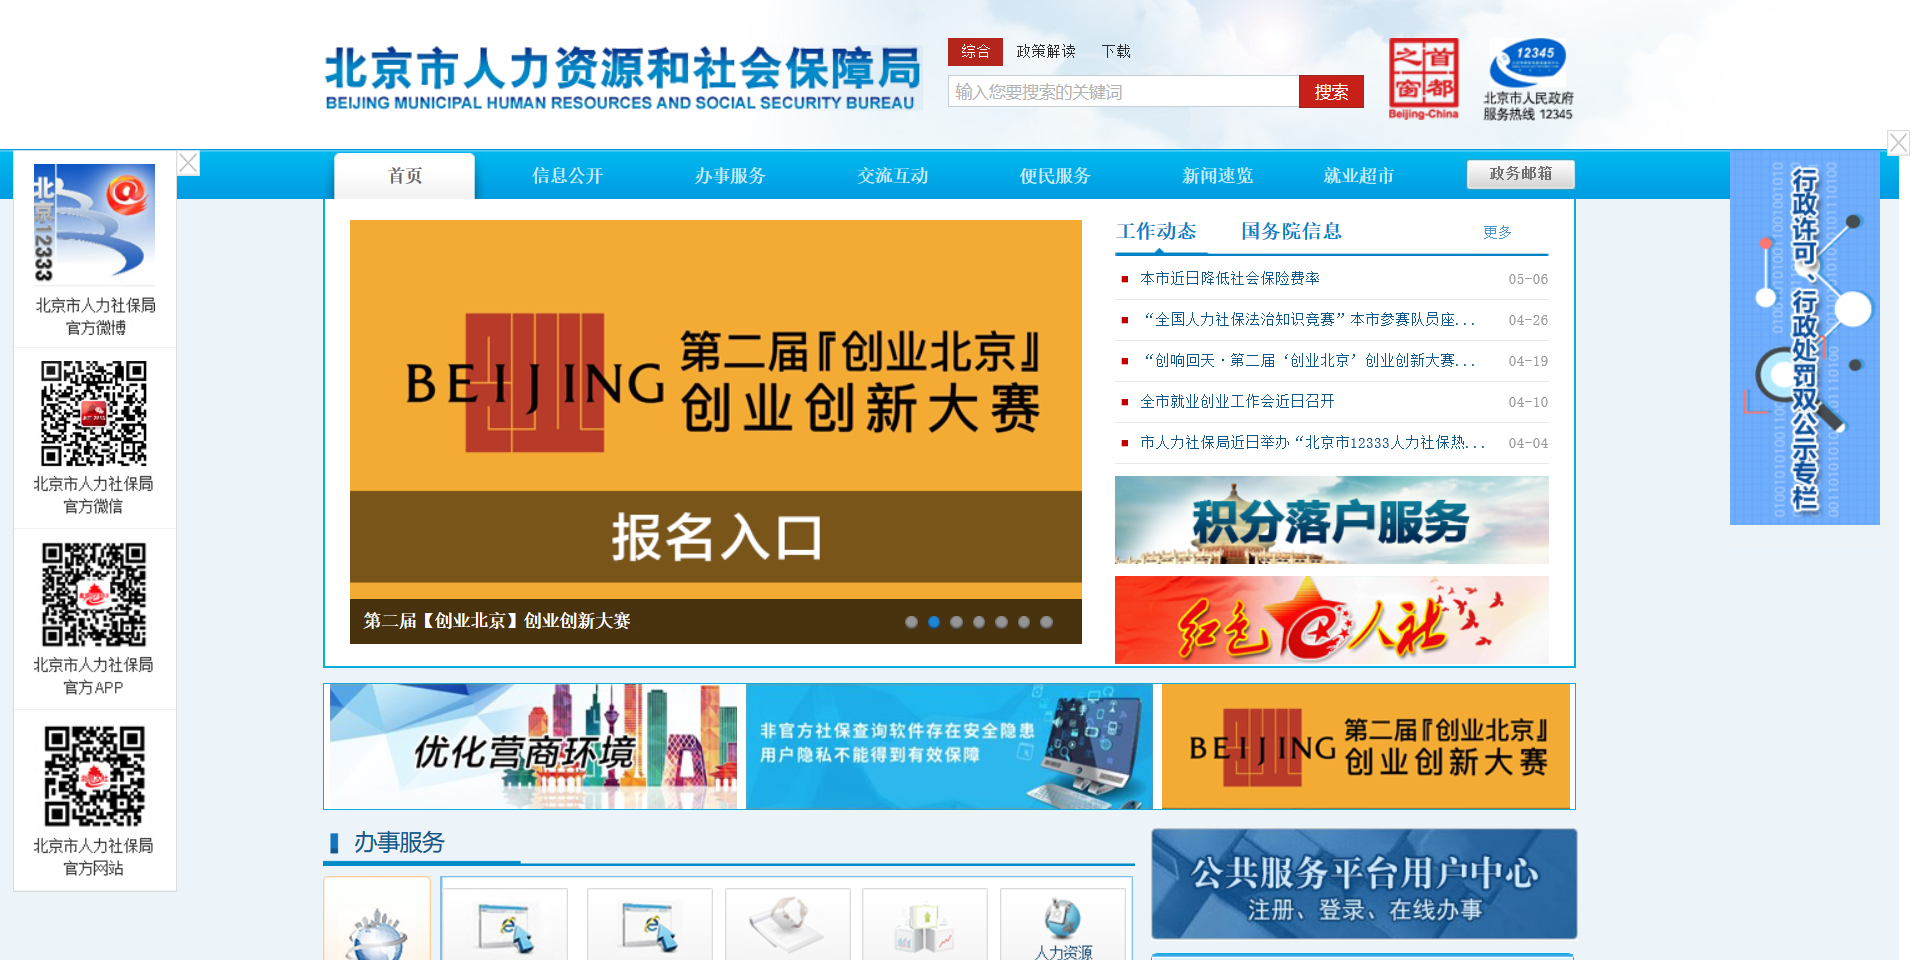 北京市人力资源和社会保障局
BEIJING MUNICIPAL HUMAN RESOURCES AND SOCIAL SECURITY BUREAU
综合 政策解读 下载
输入您要搜索的关键词 搜索
首都之窗
Beijing-China
12345
北京市人民政府
服务热线 12345
首页 信息公开 办事服务 交流互动 便民服务 新闻速览 就业超市 政务邮箱
北京12333
北京市人力社保局
官方微博
北京市人力社保局
官方微信
北京市人力社保局
官方APP
北京市人力社保局
官方网站
BEIJING
第二届『创业北京』
创业创新大赛
报名入口
第二届【创业北京】创业创新大赛
工作动态 国务院信息 更多
本市近日降低社会保险费率 05-06
“全国人力社保法治知识竞赛”本市参赛队员座... 04-26
“创响回天·第二届‘创业北京’创业创新大赛... 04-19
全市就业创业工作会近日召开 04-10
市人力社保局近日举办“北京市12333人力社保热... 04-04
积分落户服务
红色e人社
行政许可、行政处罚双公示专栏
优化营商环境
非官方社保查询软件存在安全隐患
用户隐私不能得到有效保障
BEIJING
第二届『创业北京』
创业创新大赛
办事服务
人力资源
公共服务平台用户中心
注册、登录、在线办事